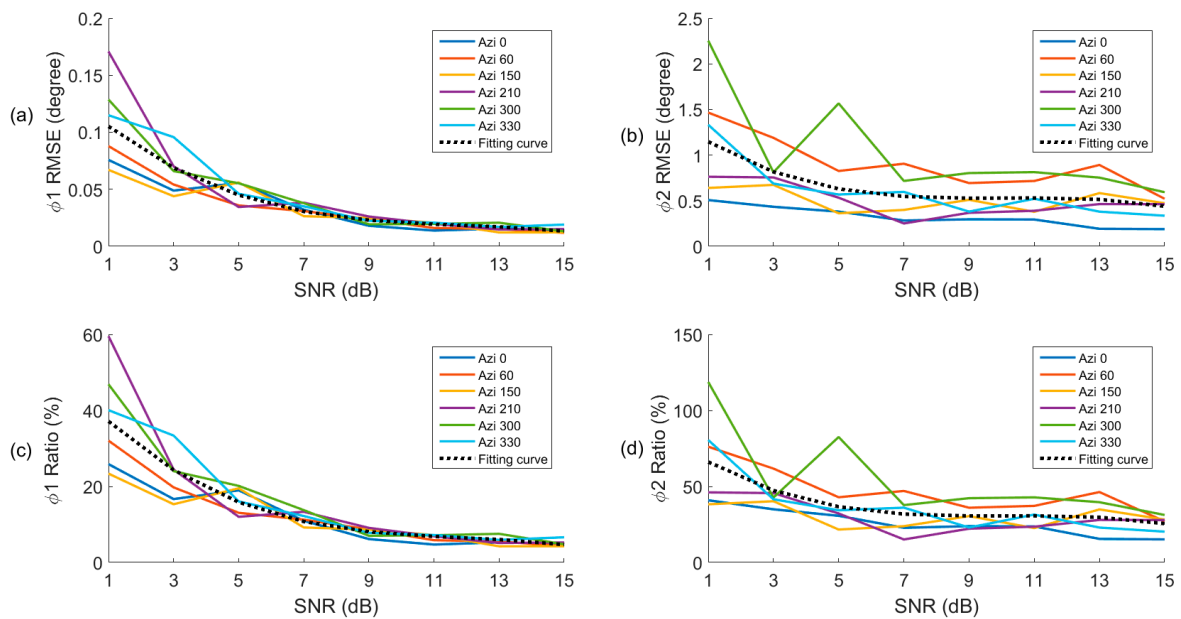 (a)
ϕ1 RMSE (degree)
0.2
0.15
0.1
0.05
0
1 3 5 7 9 11 13 15
SNR (dB)
Azi 0
Azi 60
Azi 150
Azi 210
Azi 300
Azi 330
Fitting curve
(b)
ϕ2 RMSE (degree)
2.5
2
1.5
1
0.5
0
1 3 5 7 9 11 13 15
SNR (dB)
Azi 0
Azi 60
Azi 150
Azi 210
Azi 300
Azi 330
Fitting curve
(c)
ϕ1 Ratio (%)
60
40
20
0
1 3 5 7 9 11 13 15
SNR (dB)
Azi 0
Azi 60
Azi 150
Azi 210
Azi 300
Azi 330
Fitting curve
(d)
ϕ2 Ratio (%)
150
100
50
0
1 3 5 7 9 11 13 15
SNR (dB)
Azi 0
Azi 60
Azi 150
Azi 210
Azi 300
Azi 330
Fitting curve